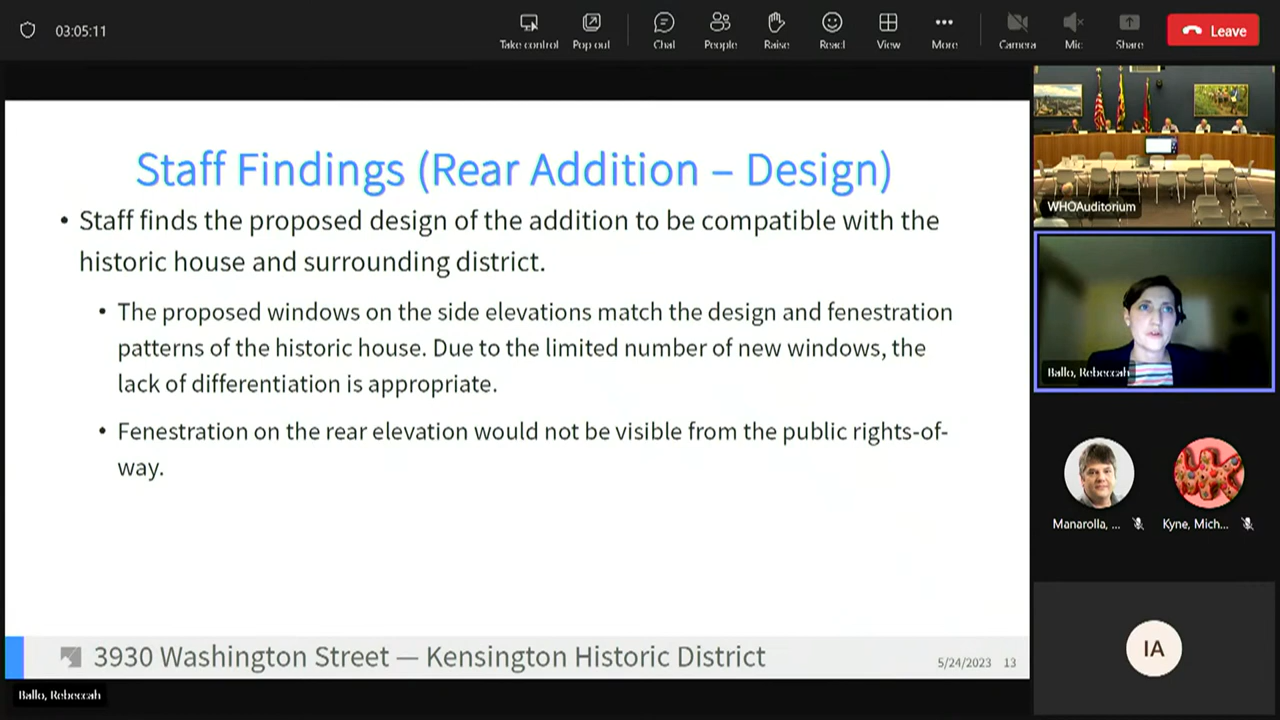 03:05:11
Take control
Pop out
Chat
People
Raise
React
View
More
Camera
Mic
Share
Leave
Staff Findings (Rear Addition – Design)
• Staff finds the proposed design of the addition to be compatible with the
historic house and surrounding district.
• The proposed windows on the side elevations match the design and fenestration
patterns of the historic house. Due to the limited number of new windows, the
lack of differentiation is appropriate.
• Fenestration on the rear elevation would not be visible from the public rights-of-
way.
3930 Washington Street — Kensington Historic District
5/24/2023 13
Ballo, Rebeccah
WHOAuditorium
Ballo, Rebeccah
Manarolla, ...
Kyne, Mich...
IA